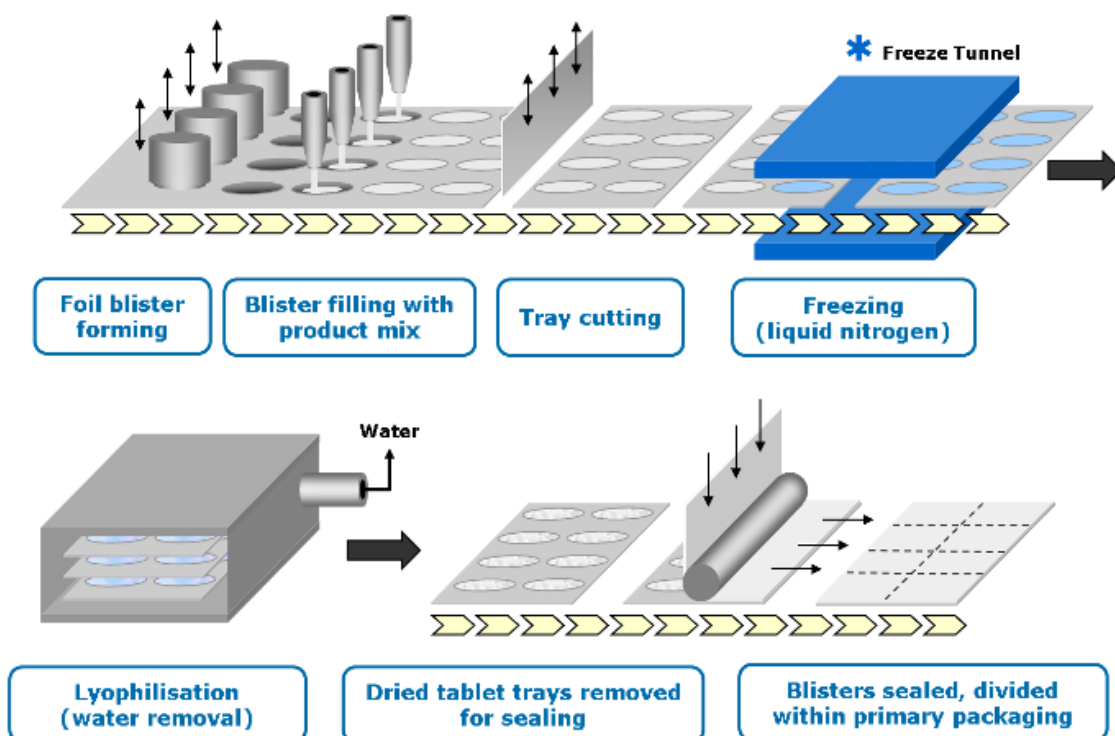 Freeze Tunnel
Foil blister
forming
Blister filling with
product mix
Tray cutting
Freezing
(liquid nitrogen)
Water
Lyophilisation
(water removal)
Dried tablet trays removed
for sealing
Blisters sealed, divided
within primary packaging